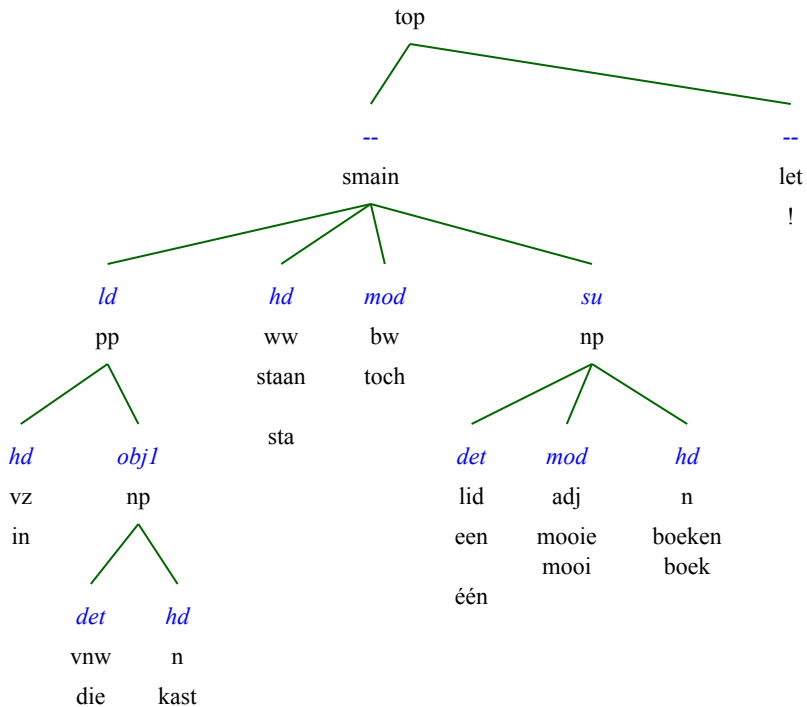 top
-- --
smain let
!
ld hd mod su
pp ww bw np
staan toch
sta
hd obj1 det mod hd
vz np lid adj n
in een mooie boeken
mooi boek
één
det hd
vnw n
die kast